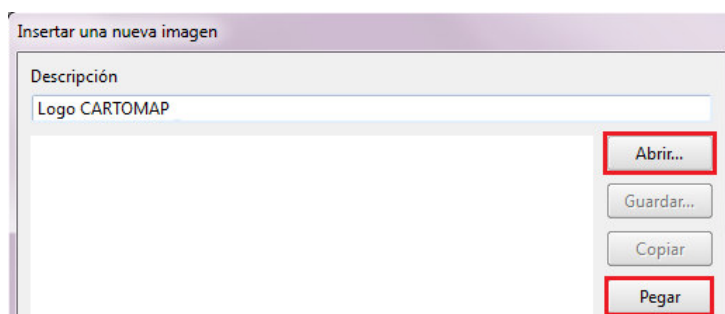 Insertar una nueva imagen
Descripción
Logo CARTOMAP
Abrir...
Guardar...
Copiar
Pegar